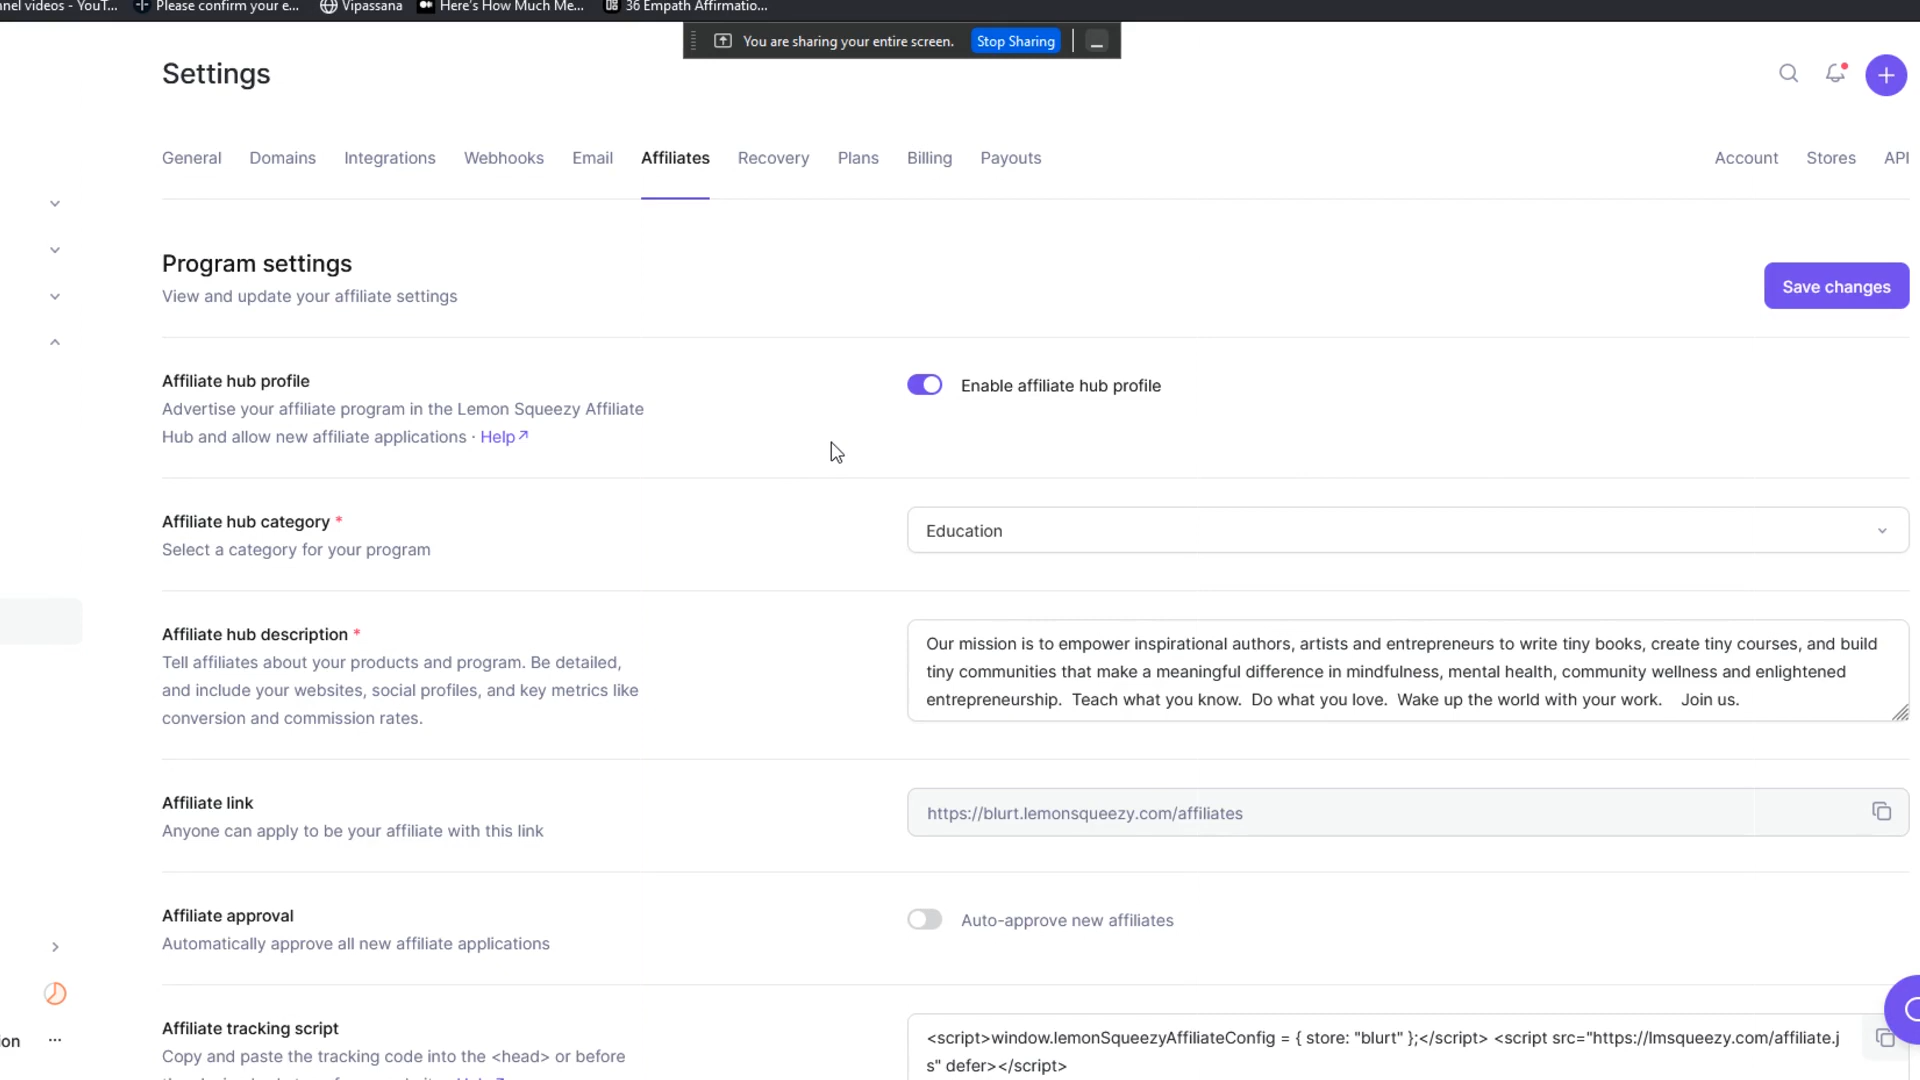 nel videos - YouT...
Please confirm your e...
Vipassana
Here's How Much Me...
36 Empath Affirmatio...
You are sharing your entire screen.
Stop Sharing
Settings
General
Domains
Integrations
Webhooks
Email
Affiliates
Recovery
Plans
Billing
Payouts
Account
Stores
API
Program settings
View and update your affiliate settings
Save changes
Affiliate hub profile
Advertise your affiliate program in the Lemon Squeezy Affiliate
Hub and allow new affiliate applications · Help↗
Enable affiliate hub profile
Affiliate hub category *
Select a category for your program
Education
Affiliate hub description *
Tell affiliates about your products and program. Be detailed,
and include your websites, social profiles, and key metrics like
conversion and commission rates.
Our mission is to empower inspirational authors, artists and entrepreneurs to write tiny books, create tiny courses, and build
tiny communities that make a meaningful difference in mindfulness, mental health, community wellness and enlightened
entrepreneurship.  Teach what you know.  Do what you love.  Wake up the world with your work.    Join us.
Affiliate link
Anyone can apply to be your affiliate with this link
https://blurt.lemonsqueezy.com/affiliates
Affiliate approval
Automatically approve all new affiliate applications
Auto-approve new affiliates
ion
...
Affiliate tracking script
Copy and paste the tracking code into the <head> or before
<script>window.lemonSqueezyAffiliateConfig = { store: "blurt" };</script> <script src="https://lmsqueezy.com/affiliate.j
s" defer></script>